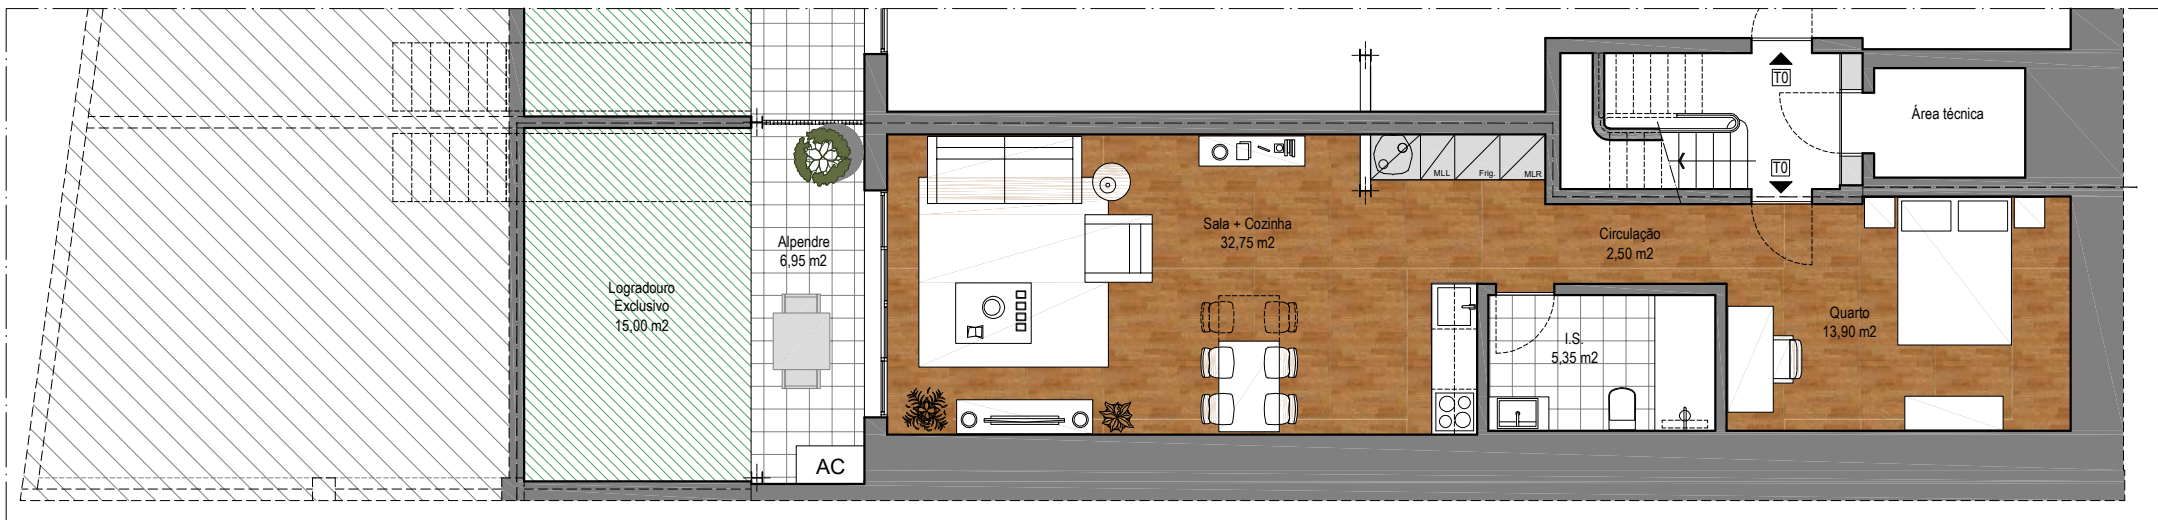 T0
Área técnica
T0
MLL
Frig.
MLR
Sala + Cozinha
32,75 m2
Circulação
2,50 m2
Alpendre
6,95 m2
Logradouro
Exclusivo
15,00 m2
Quarto
13,90 m2
I.S.
5,35 m2
AC